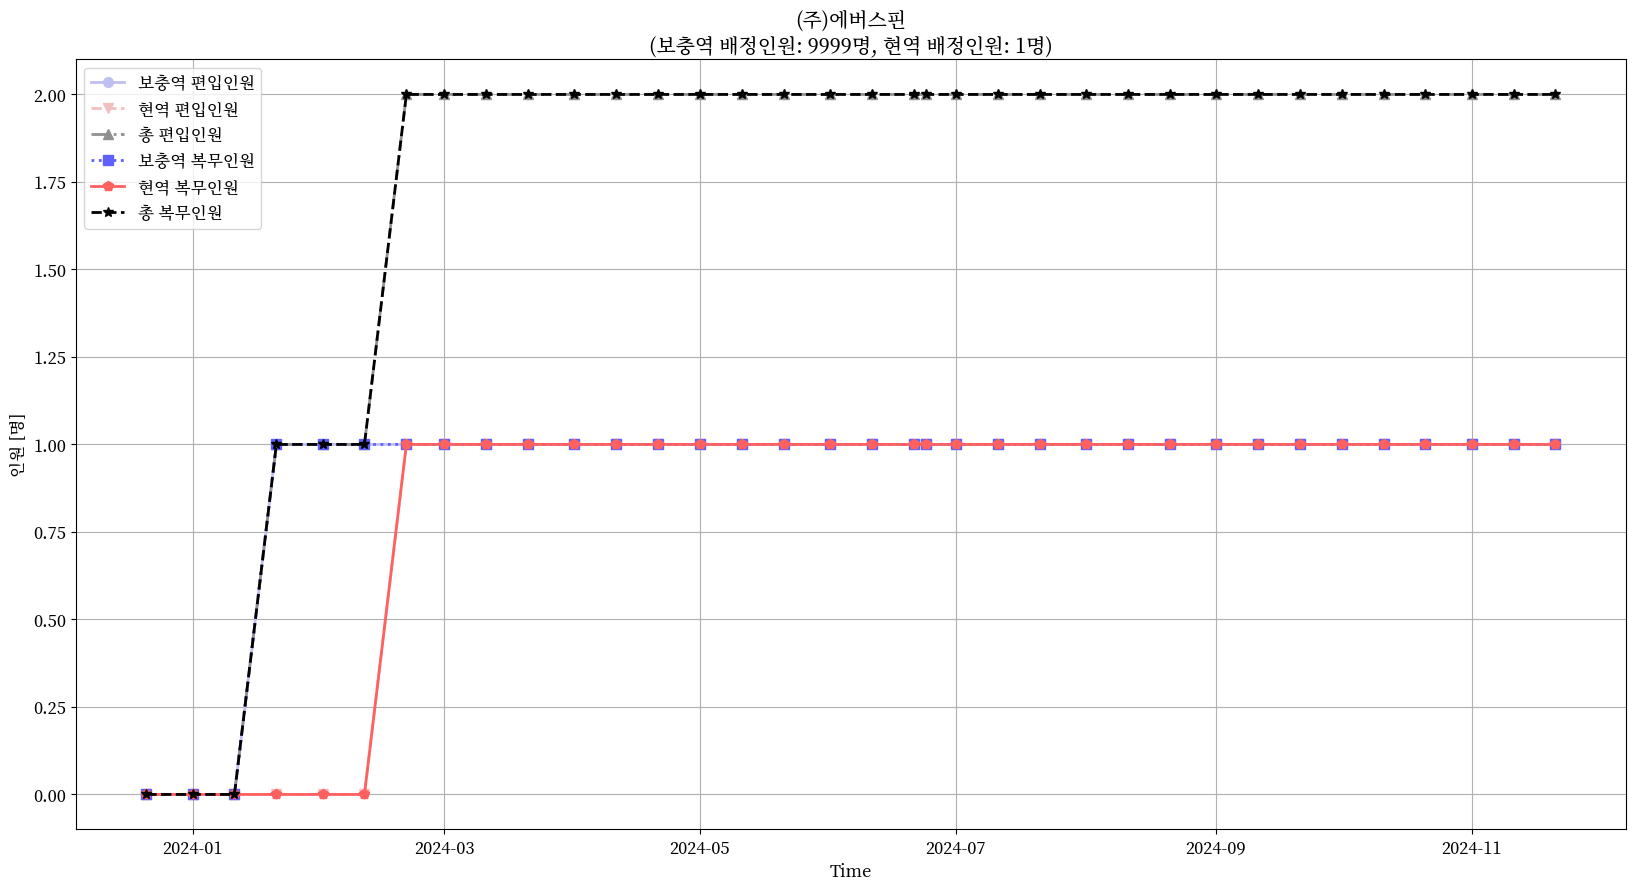 (주)에버스핀
(보충역 배정인원: 9999명, 현역 배정인원: 1명)
보충역 편입인원
현역 편입인원
총 편입인원
보충역 복무인원
현역 복무인원
총 복무인원
2.00
1.75
1.50
1.25
1.00
0.75
0.50
0.25
0.00
인원 [명]
2024-01
2024-03
2024-05
2024-07
2024-09
2024-11
Time